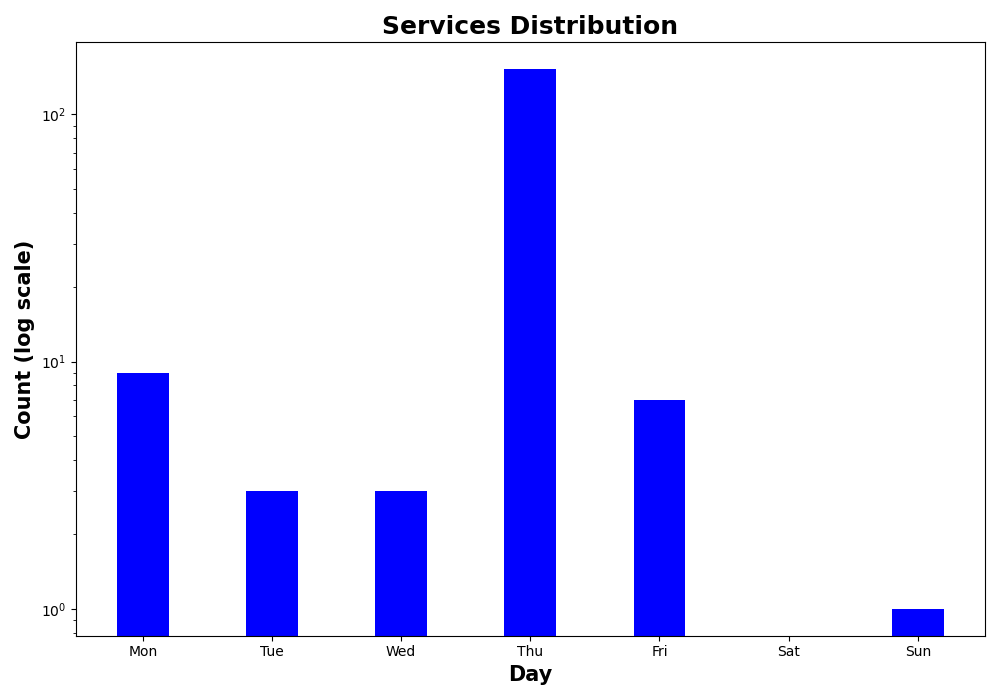 Services Distribution
Count (log scale)
10²
10¹
10⁰
Mon Tue Wed Thu Fri Sat Sun
Day